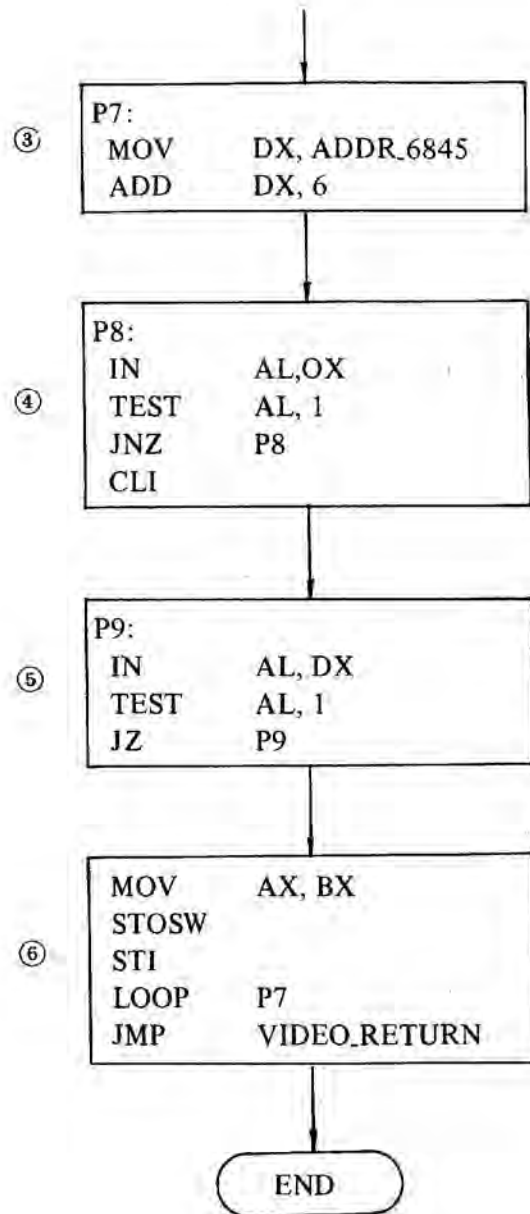 ③
P7:
MOV DX, ADDR_6845
ADD DX, 6
④
P8:
IN AL,OX
TEST AL, 1
JNZ P8
CLI
⑤
P9:
IN AL, DX
TEST AL, 1
JZ P9
⑥
MOV AX, BX
STOSW
STI
LOOP P7
JMP VIDEO_RETURN
END